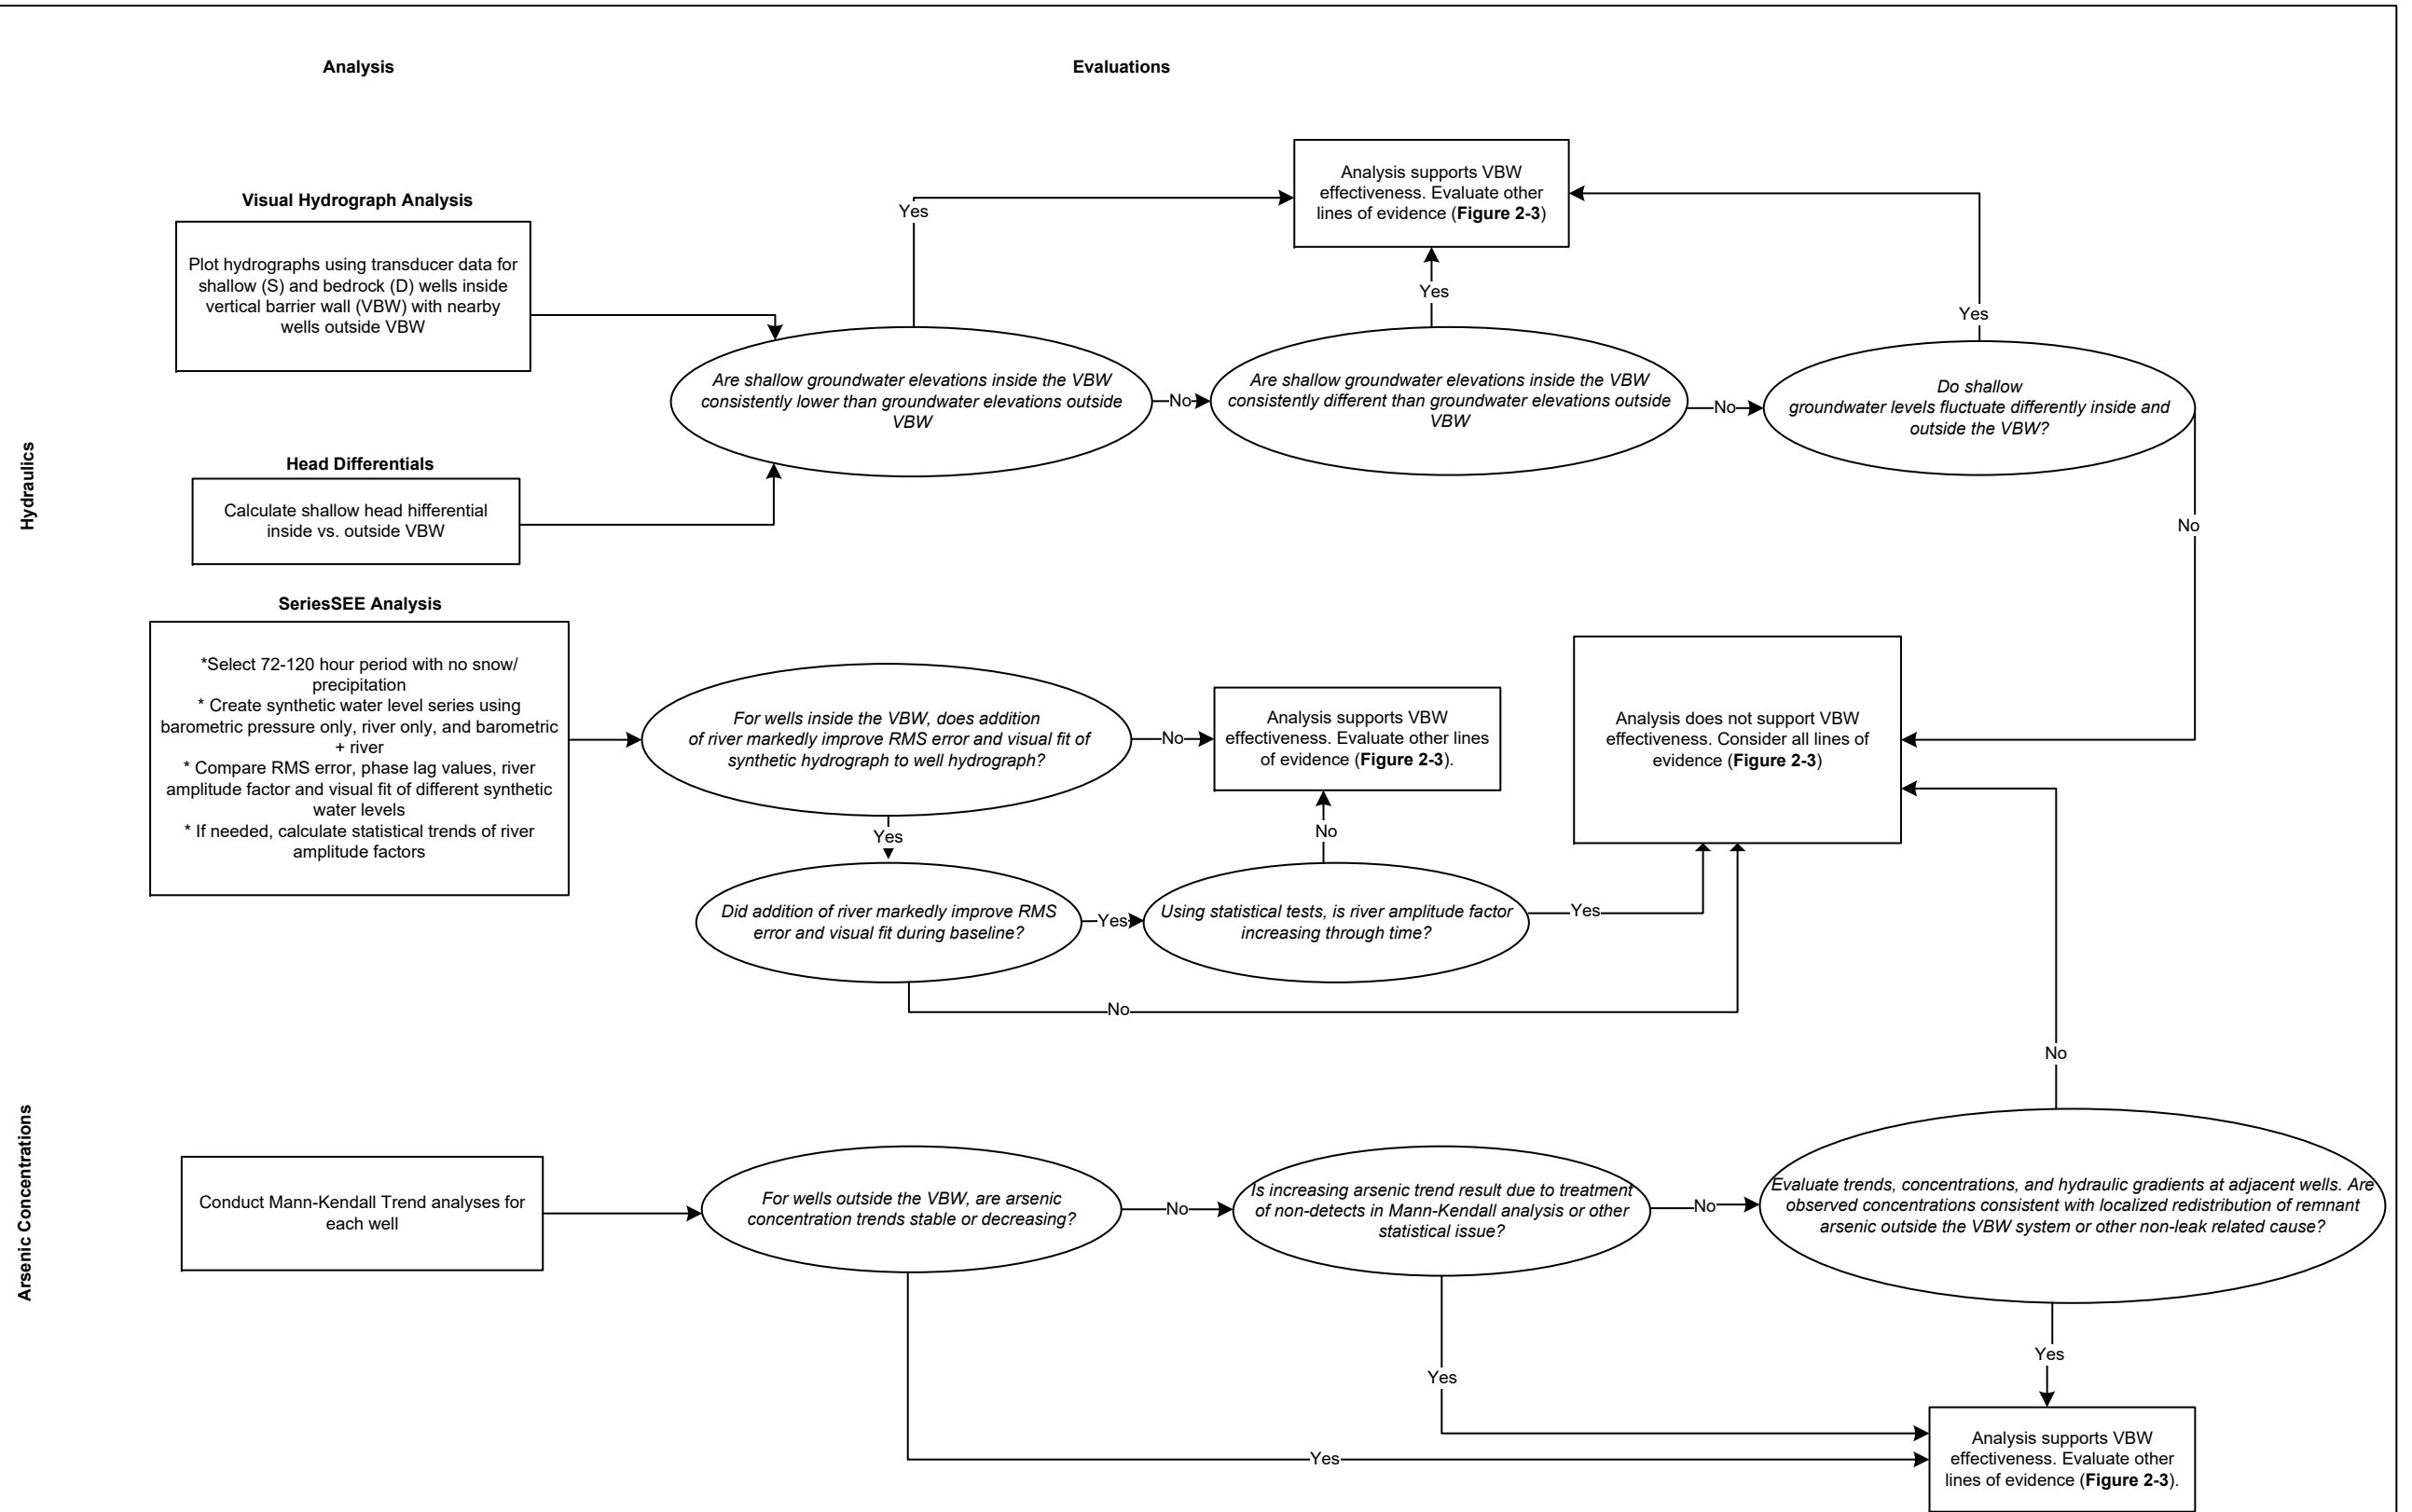 Analysis
Evaluations
Hydraulics
Visual Hydrograph Analysis
Plot hydrographs using transducer data for
shallow (S) and bedrock (D) wells inside
vertical barrier wall (VBW) with nearby
wells outside VBW
Head Differentials
Calculate shallow head hifferential
inside vs. outside VBW
Are shallow groundwater elevations inside the VBW
consistently lower than groundwater elevations outside
VBW
Yes
No
Are shallow groundwater elevations inside the VBW
consistently different than groundwater elevations outside
VBW
Yes
No
Do shallow
groundwater levels fluctuate differently inside and
outside the VBW?
Yes
No
Analysis supports VBW
effectiveness. Evaluate other
lines of evidence (Figure 2-3)
SeriesSEE Analysis
*Select 72-120 hour period with no snow/
precipitation
* Create synthetic water level series using
barometric pressure only, river only, and barometric
+ river
* Compare RMS error, phase lag values, river
amplitude factor and visual fit of different synthetic
water levels
* If needed, calculate statistical trends of river
amplitude factors
For wells inside the VBW, does addition
of river markedly improve RMS error and visual fit of
synthetic hydrograph to well hydrograph?
No
Analysis supports VBW
effectiveness. Evaluate other lines
of evidence (Figure 2-3).
Yes
Did addition of river markedly improve RMS
error and visual fit during baseline?
Yes
No
Using statistical tests, is river amplitude factor
increasing through time?
No
Yes
Analysis does not support VBW
effectiveness. Consider all lines of
evidence (Figure 2-3)
Arsenic Concentrations
Conduct Mann-Kendall Trend analyses for
each well
For wells outside the VBW, are arsenic
concentration trends stable or decreasing?
No
Yes
Is increasing arsenic trend result due to treatment
of non-detects in Mann-Kendall analysis or other
statistical issue?
No
Yes
Evaluate trends, concentrations, and hydraulic gradients at adjacent wells. Are
observed concentrations consistent with localized redistribution of remnant
arsenic outside the VBW system or other non-leak related cause?
No
Yes
Analysis supports VBW
effectiveness. Evaluate other
lines of evidence (Figure 2-3).